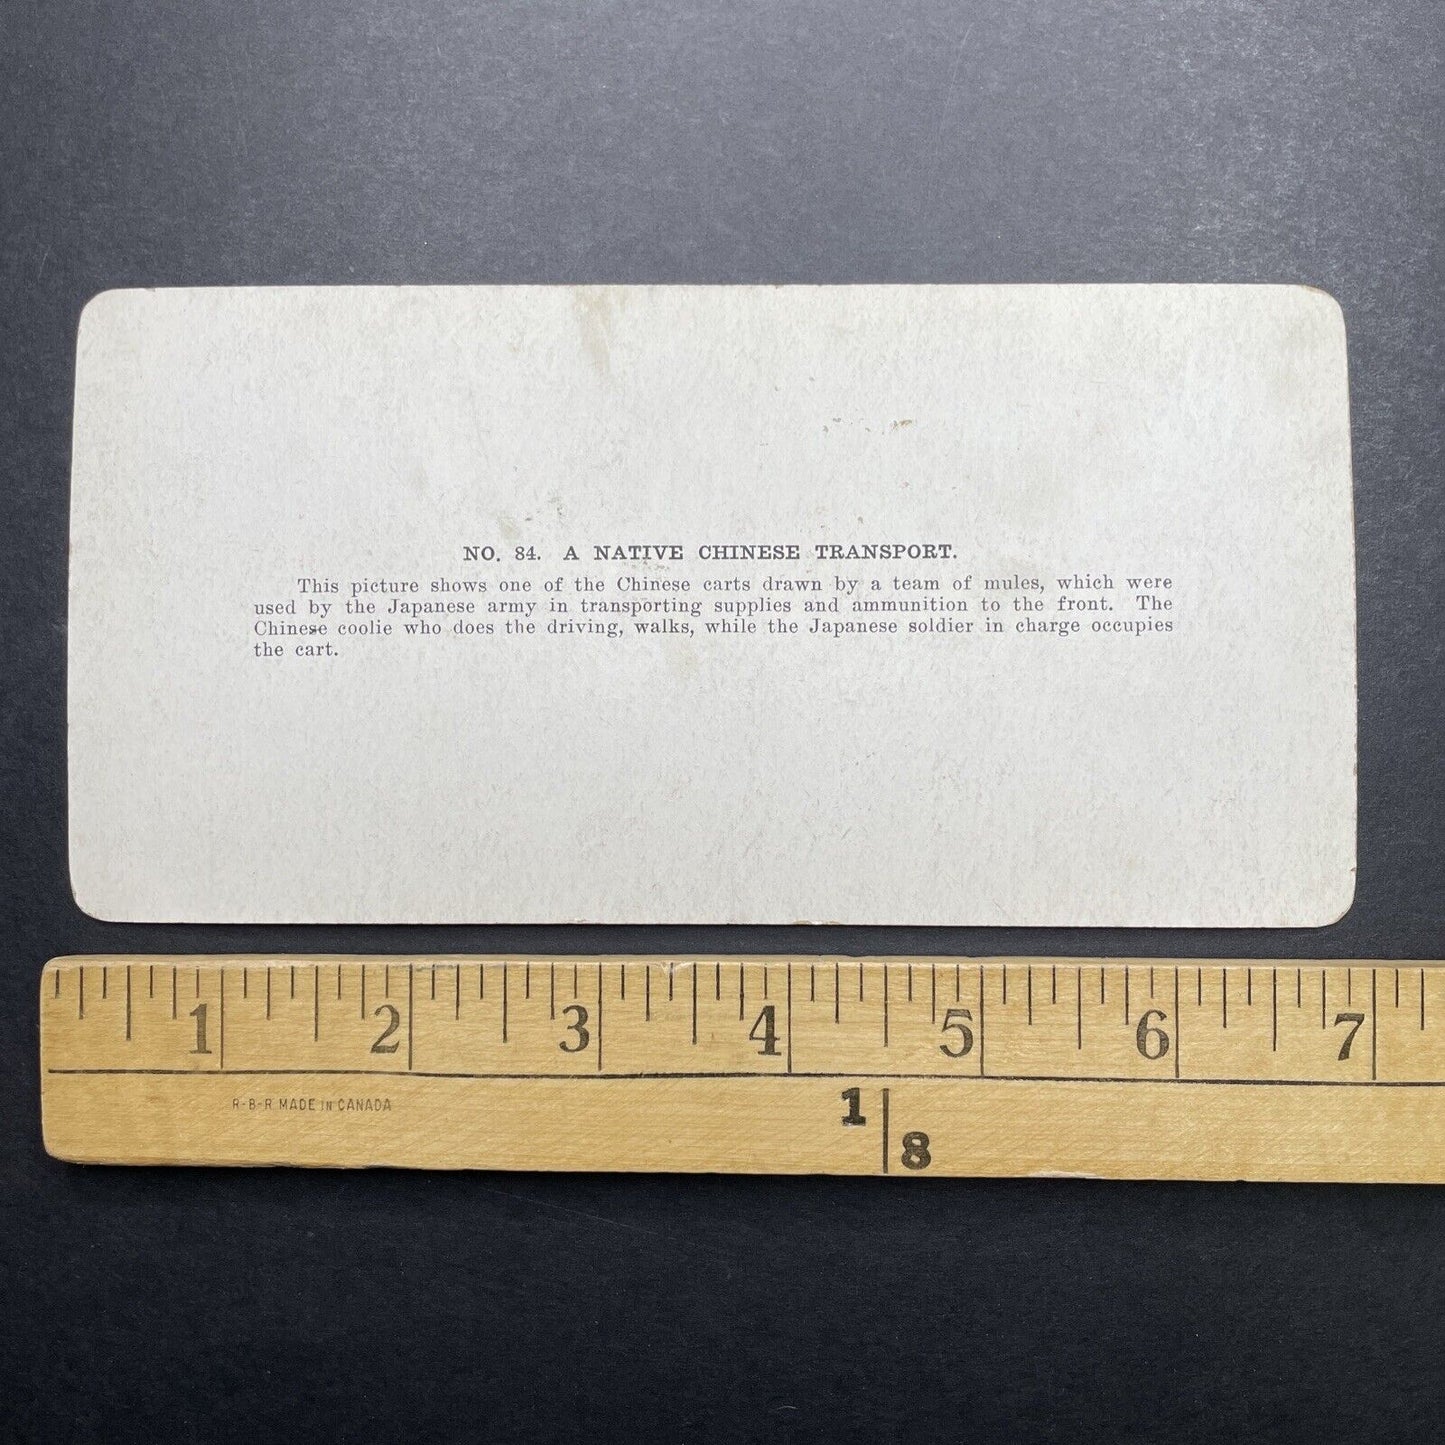 NO. 84. A NATIVE CHINESE TRANSPORT.
This picture shows one of the Chinese carts drawn by a team of mules, which were
used by the Japanese army in transporting supplies and ammunition to the front. The
Chinese coolie who does the driving, walks, while the Japanese soldier in charge occupies
the cart.
1 2 3 4 5 6 7
R-B-R MADE IN CANADA
1 8